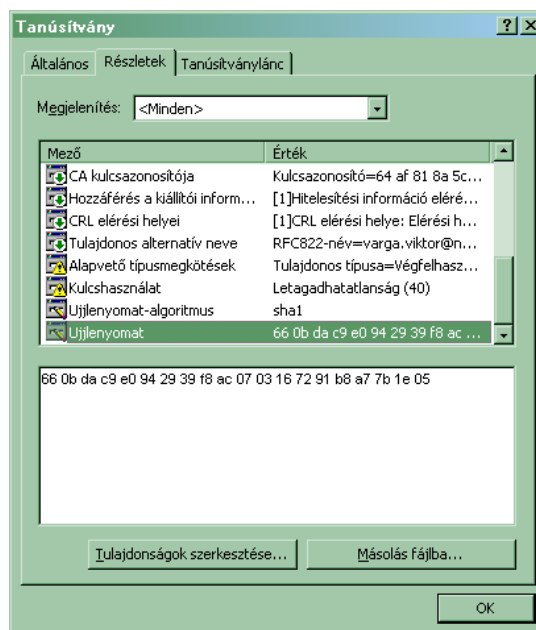 Tanúsítvány
Általános Részletek Tanúsítványlánc
Megjelenítés: <Minden>
Mező Érték
CA kulcsazonosítója Kulcsazonosító=64 af 81 8a 5c...
Hozzáférés a kiállítói inform... [1]Hitelesítési információ eléré...
CRL elérési helyei [1]CRL elérési helye: Elérési h...
Tulajdonos alternatív neve RFC822-név=varga.viktor@n...
Alapvető típusmegkötések Tulajdonos típusa=Végfelhasz...
Kulcshasználat Letagadhatatlanság (40)
Ujjlenyomat-algoritmus sha1
Ujjlenyomat 66 0b da c9 e0 94 29 39 f8 ac ...
66 0b da c9 e0 94 29 39 f8 ac 07 03 16 72 91 b8 a7 7b 1e 05
Tulajdonságok szerkesztése... Másolás fájlba...
OK